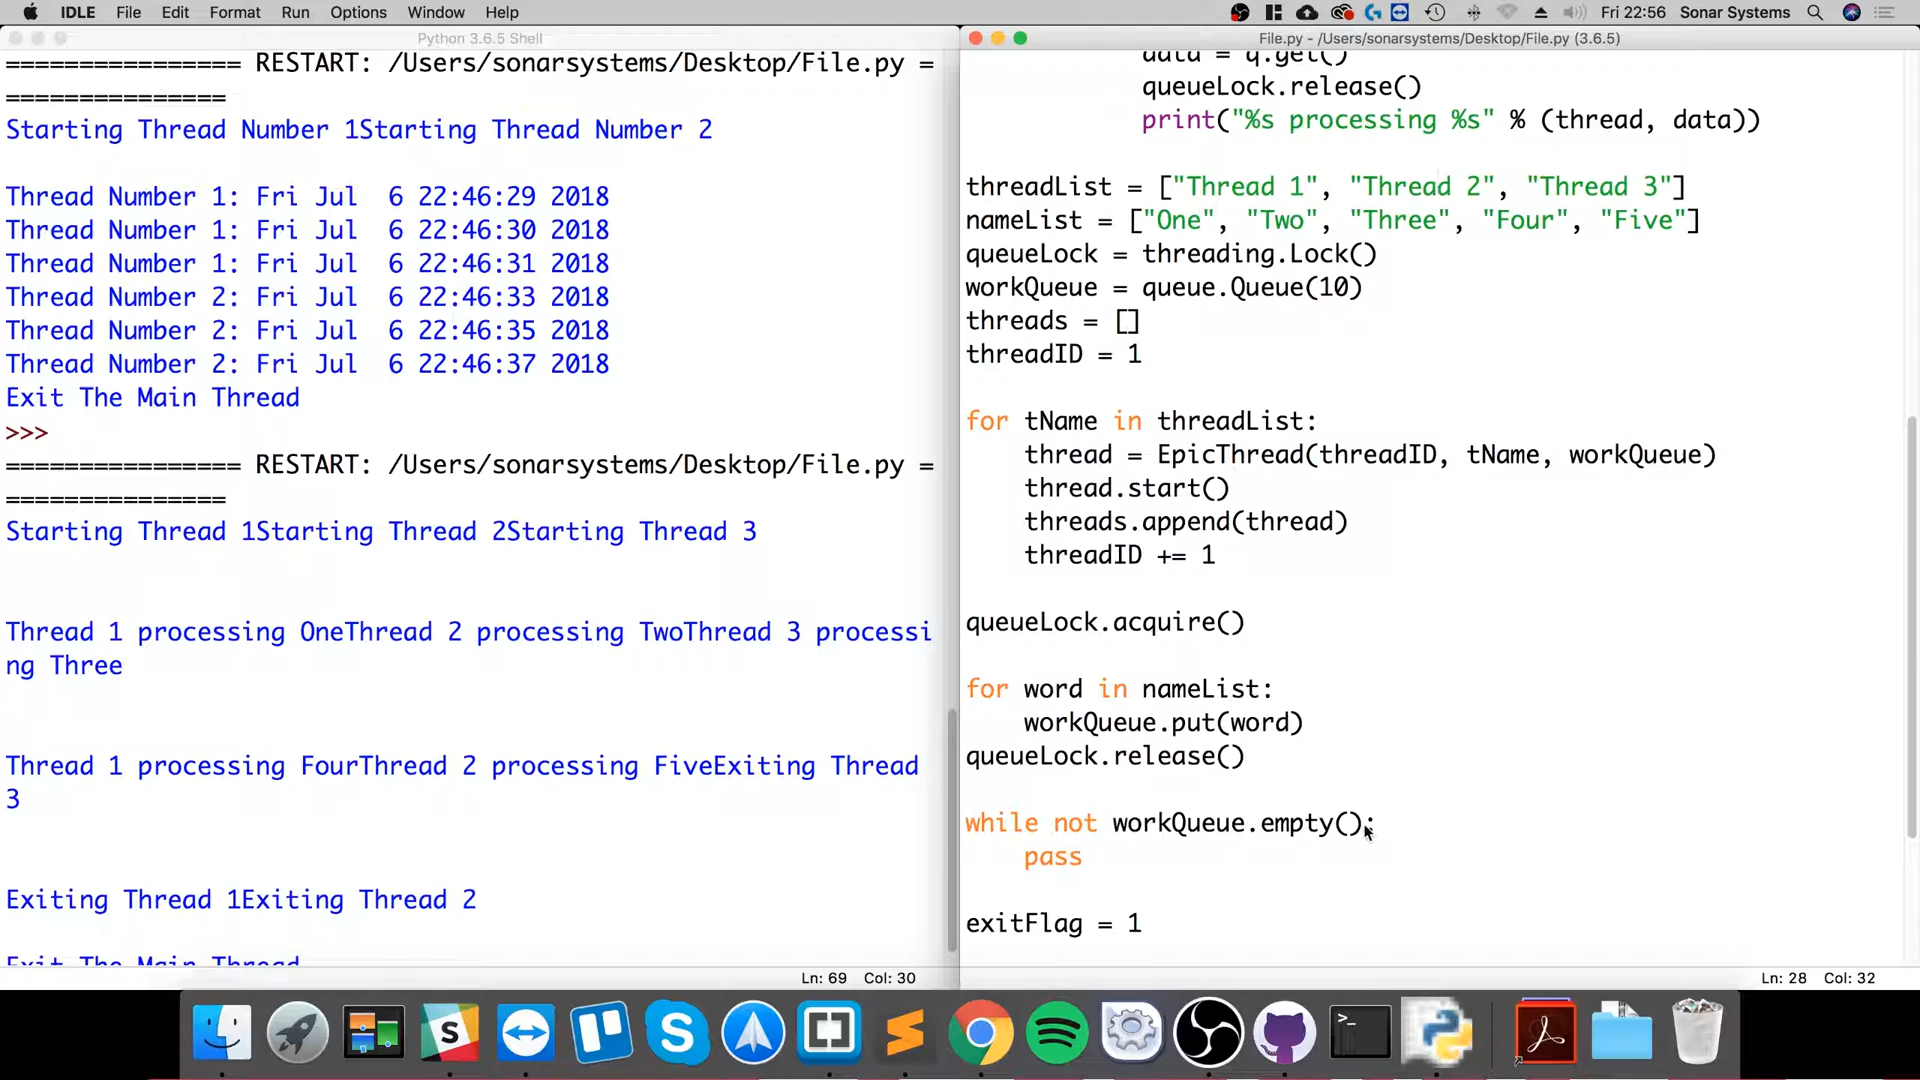 IDLE File Edit Format Run Options Window Help Fri 22:56 Sonar Systems
Python 3.6.5 Shell
================ RESTART: /Users/sonarsystems/Desktop/File.py =
===============
Starting Thread Number 1Starting Thread Number 2
Thread Number 1: Fri Jul  6 22:46:29 2018
Thread Number 1: Fri Jul  6 22:46:30 2018
Thread Number 1: Fri Jul  6 22:46:31 2018
Thread Number 2: Fri Jul  6 22:46:33 2018
Thread Number 2: Fri Jul  6 22:46:35 2018
Thread Number 2: Fri Jul  6 22:46:37 2018
Exit The Main Thread
>>>
================ RESTART: /Users/sonarsystems/Desktop/File.py =
===============
Starting Thread 1Starting Thread 2Starting Thread 3
Thread 1 processing OneThread 2 processing TwoThread 3 processi
ng Three
Thread 1 processing FourThread 2 processing FiveExiting Thread
3
Exiting Thread 1Exiting Thread 2
Exit The Main Thread
Ln: 69 Col: 30
File.py - /Users/sonarsystems/Desktop/File.py (3.6.5)
data = q.get()
queueLock.release()
print("%s processing %s" % (thread, data))
threadList = ["Thread 1", "Thread 2", "Thread 3"]
nameList = ["One", "Two", "Three", "Four", "Five"]
queueLock = threading.Lock()
workQueue = queue.Queue(10)
threads = []
threadID = 1
for tName in threadList:
thread = EpicThread(threadID, tName, workQueue)
thread.start()
threads.append(thread)
threadID += 1
queueLock.acquire()
for word in nameList:
workQueue.put(word)
queueLock.release()
while not workQueue.empty():
pass
exitFlag = 1
Ln: 28 Col: 32